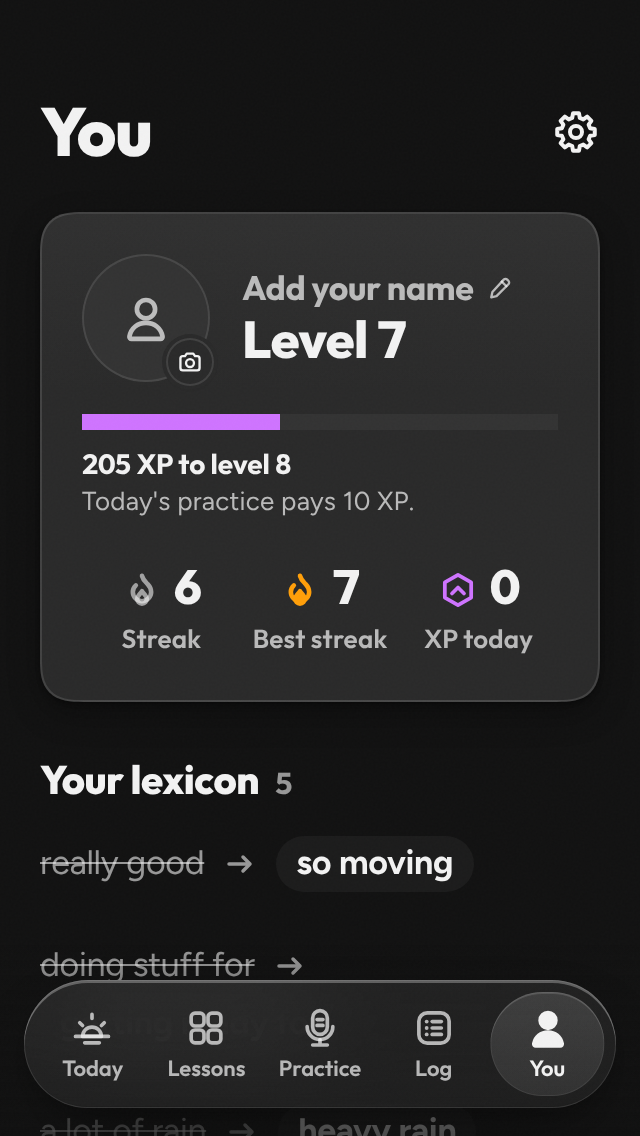 You
Add your name
Level 7
205 XP to level 8
Today's practice pays 10 XP.
6 7 0
Streak Best streak XP today
Your lexicon 5
really good → so moving
doing stuff for →
Today Lessons Practice Log You
a lot of rain → heavy rain